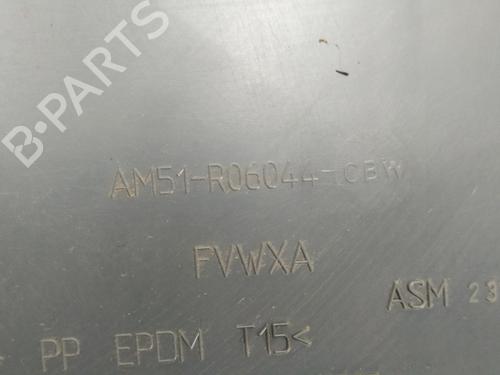 B-PARTS
AM51-R06044-CBW
FVWXA
ASM 23
PP EPDM T15<